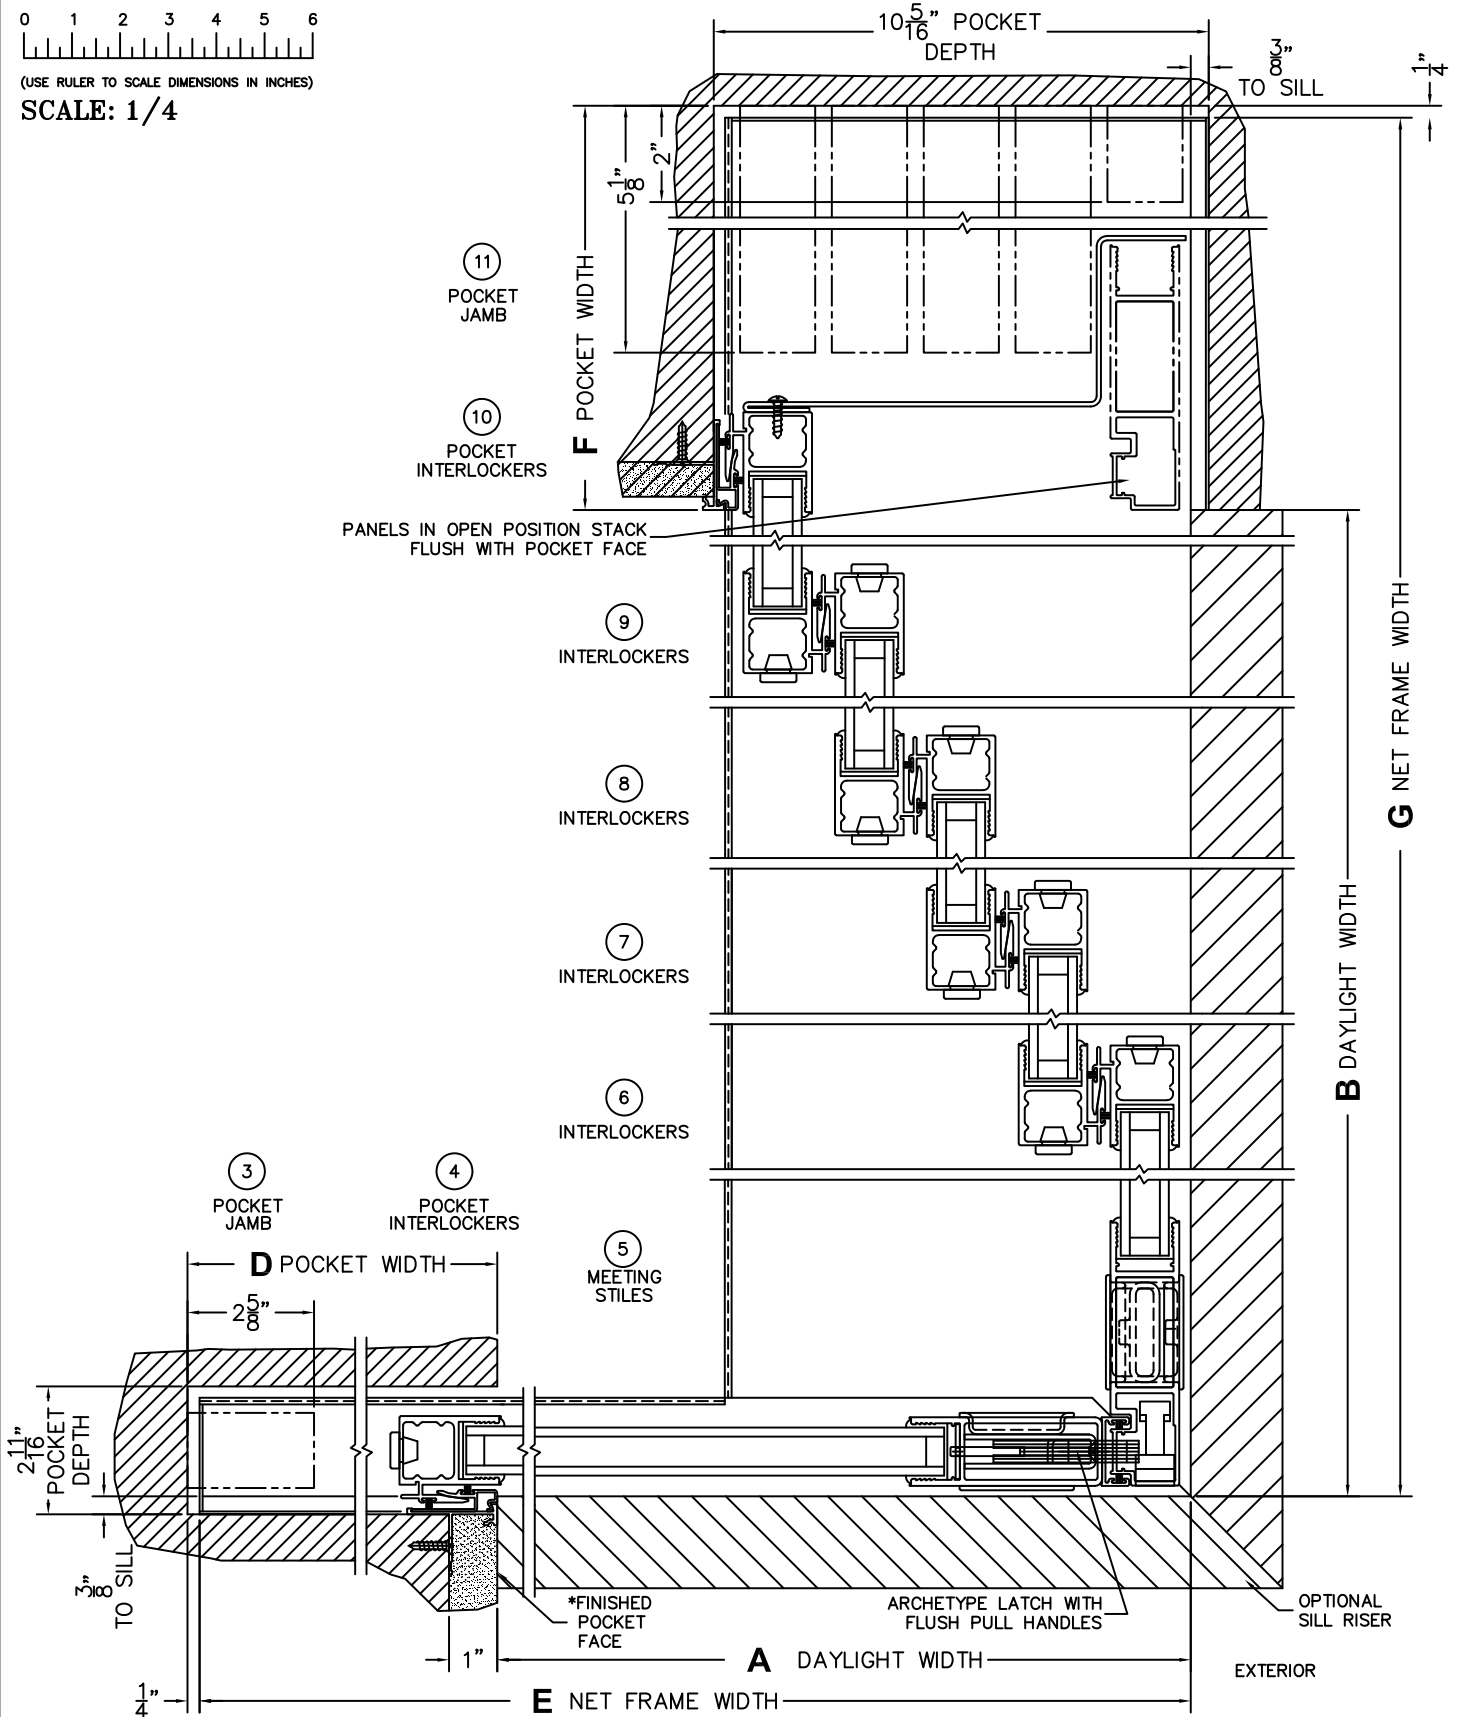 0 1 2 3 4 5 6
(USE RULER TO SCALE DIMENSIONS IN INCHES)
SCALE: 1/4
10 5/16" POCKET
DEPTH
3/8"
TO SILL
1/4"
2"
5 1/8"
F POCKET WIDTH
11
POCKET
JAMB
10
POCKET
INTERLOCKERS
PANELS IN OPEN POSITION STACK
FLUSH WITH POCKET FACE
9
INTERLOCKERS
8
INTERLOCKERS
7
INTERLOCKERS
6
INTERLOCKERS
G NET FRAME WIDTH
B DAYLIGHT WIDTH
3
POCKET
JAMB
4
POCKET
INTERLOCKERS
5
MEETING
STILES
D POCKET WIDTH
2 5/8"
2 11/16"
POCKET
DEPTH
3/8"
TO SILL
*FINISHED
POCKET
FACE
ARCHETYPE LATCH WITH
FLUSH PULL HANDLES
OPTIONAL
SILL RISER
1"
A DAYLIGHT WIDTH
EXTERIOR
1/4"
E NET FRAME WIDTH